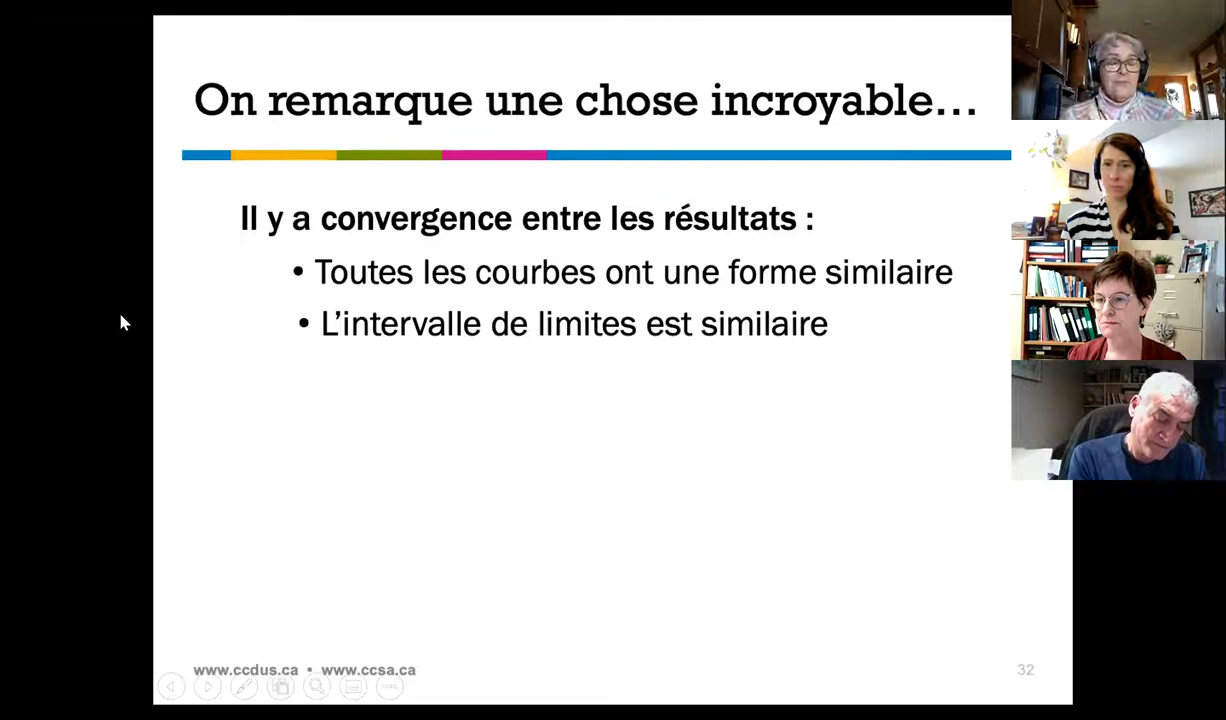 On remarque une chose incroyable…
Il y a convergence entre les résultats :
• Toutes les courbes ont une forme similaire
• L’intervalle de limites est similaire
www.ccdus.ca • www.ccsa.ca
32